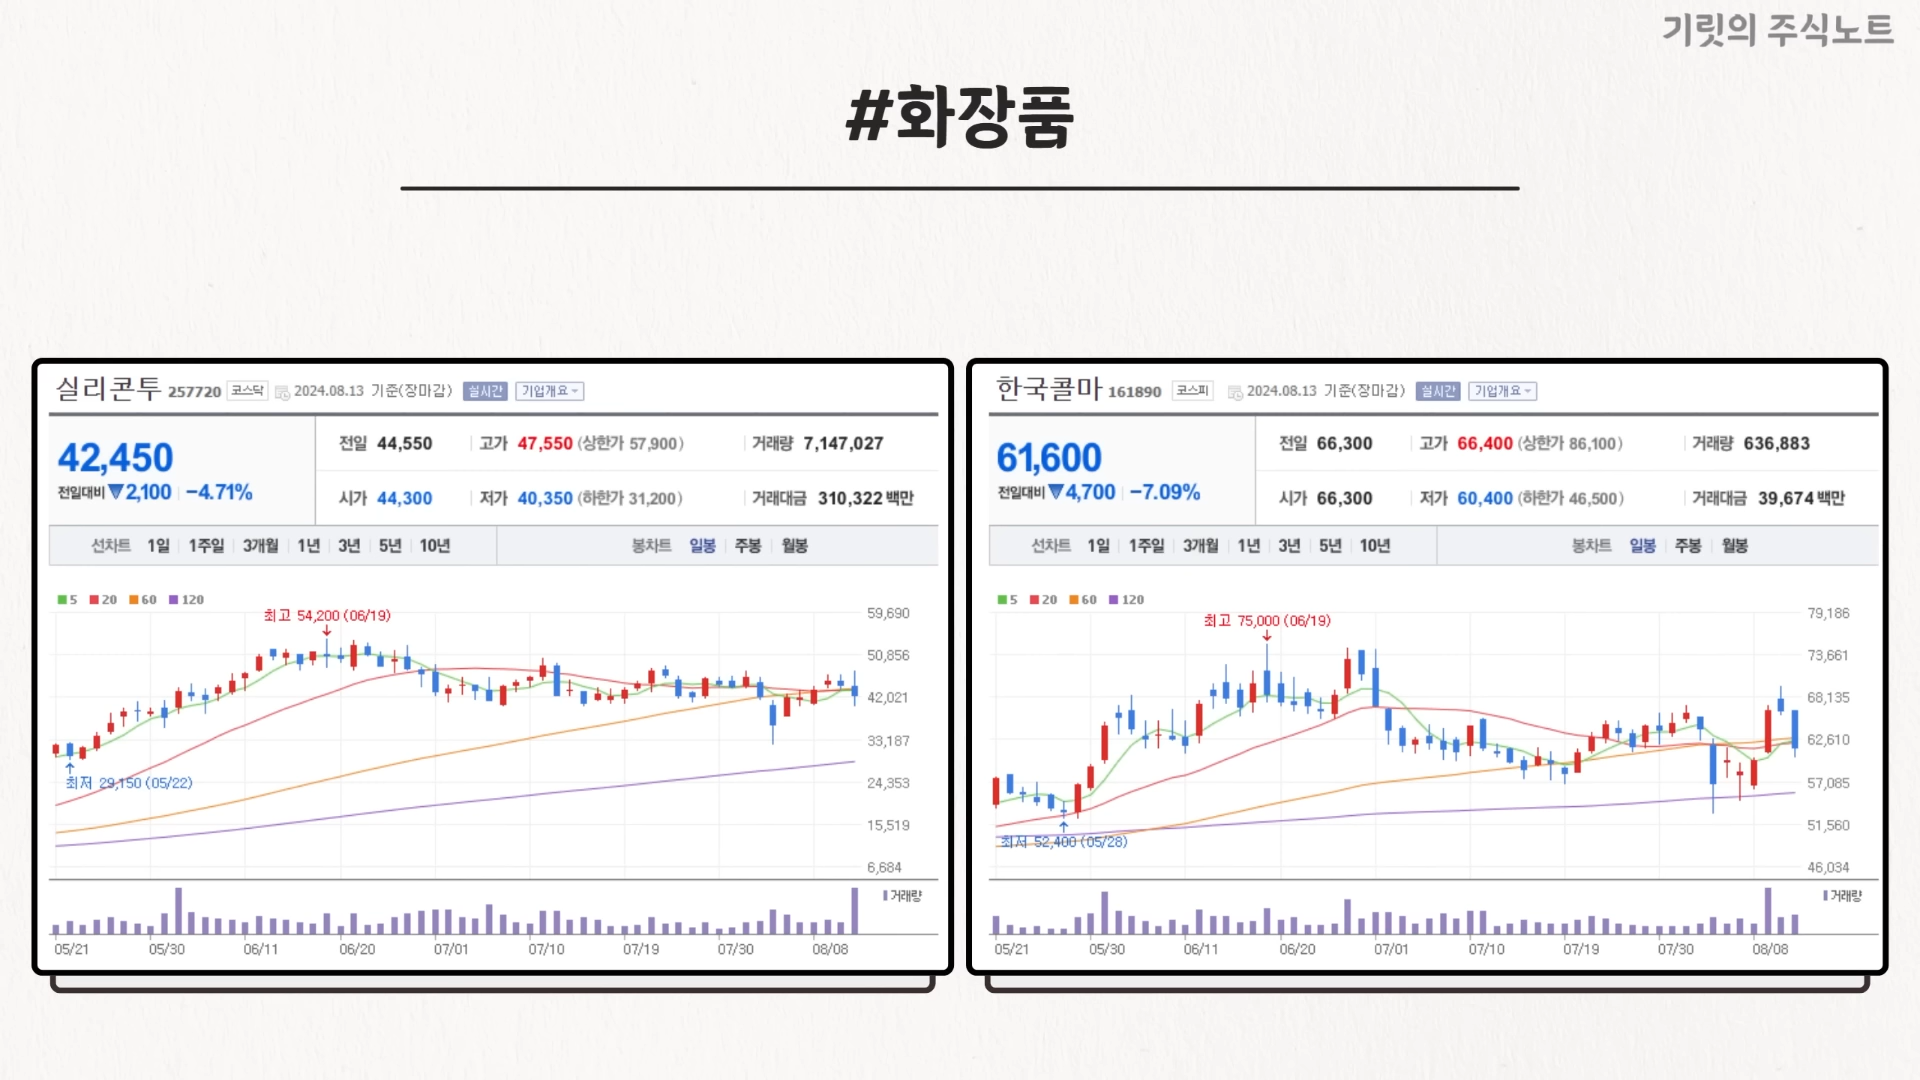 기릿의 주식노트
#화장품
실리콘투 257720 코스닥 2024.08.13 기준(장마감) 실시간 기업개요
42,450
전일대비 ▼2,100 -4.71%
전일 44,550 고가 47,550 (상한가 57,900) 거래량 7,147,027
시가 44,300 저가 40,350 (하한가 31,200) 거래대금 310,322 백만
선차트 1일 1주일 3개월 1년 3년 5년 10년 봉차트 일봉 주봉 월봉
5 20 60 120
최고 54,200 (06/19)
최저 29,150 (05/22)
59,690
50,856
42,021
33,187
24,353
15,519
6,684
거래량
05/21 05/30 06/11 06/20 07/01 07/10 07/19 07/30 08/08
한국콜마 161890 코스피 2024.08.13 기준(장마감) 실시간 기업개요
61,600
전일대비 ▼4,700 -7.09%
전일 66,300 고가 66,400 (상한가 86,100) 거래량 636,883
시가 66,300 저가 60,400 (하한가 46,500) 거래대금 39,674 백만
선차트 1일 1주일 3개월 1년 3년 5년 10년 봉차트 일봉 주봉 월봉
5 20 60 120
최고 75,000 (06/19)
최저 52,400 (05/28)
79,186
73,661
68,135
62,610
57,085
51,560
46,034
거래량
05/21 05/30 06/11 06/20 07/01 07/10 07/19 07/30 08/08